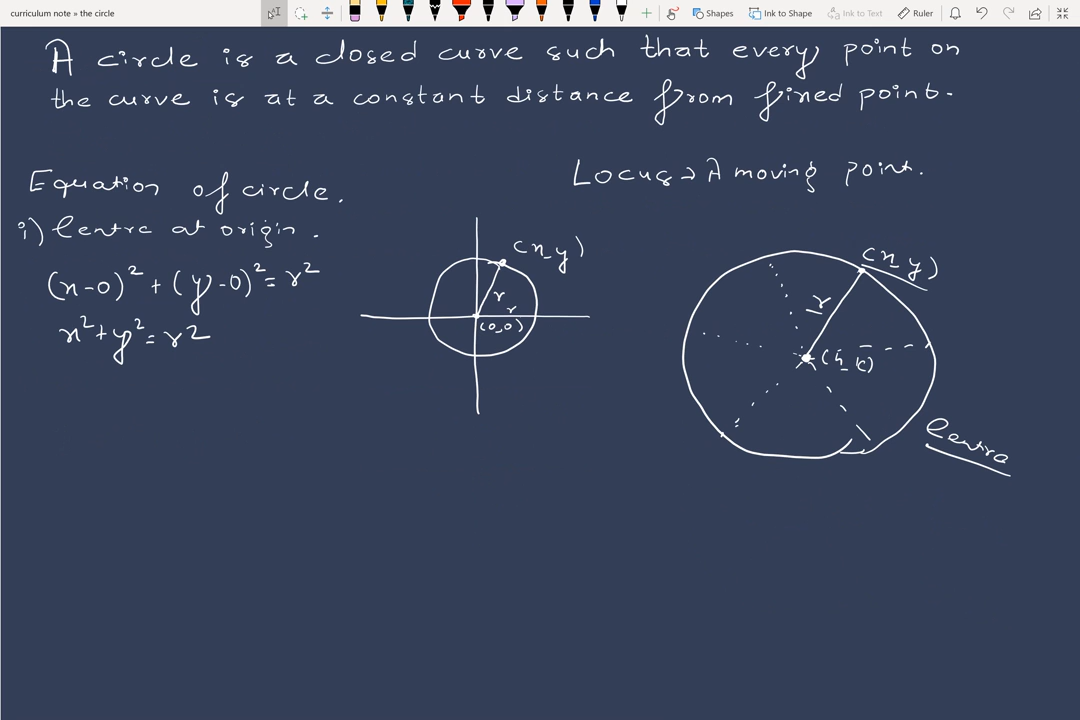 curriculum note » the circle
Shapes Ink to Shape Ink to Text Ruler
A circle is a closed curve such that every point on
the curve is at a constant distance from fixed point.
Locus → A moving point.
Equation of circle.
i) Centre at origin.
(x-0)² + (y-0)² = r²
x² + y² = r²
(x, y)
r
r
(0,0)
(x, y)
r
(h, k)
Centre